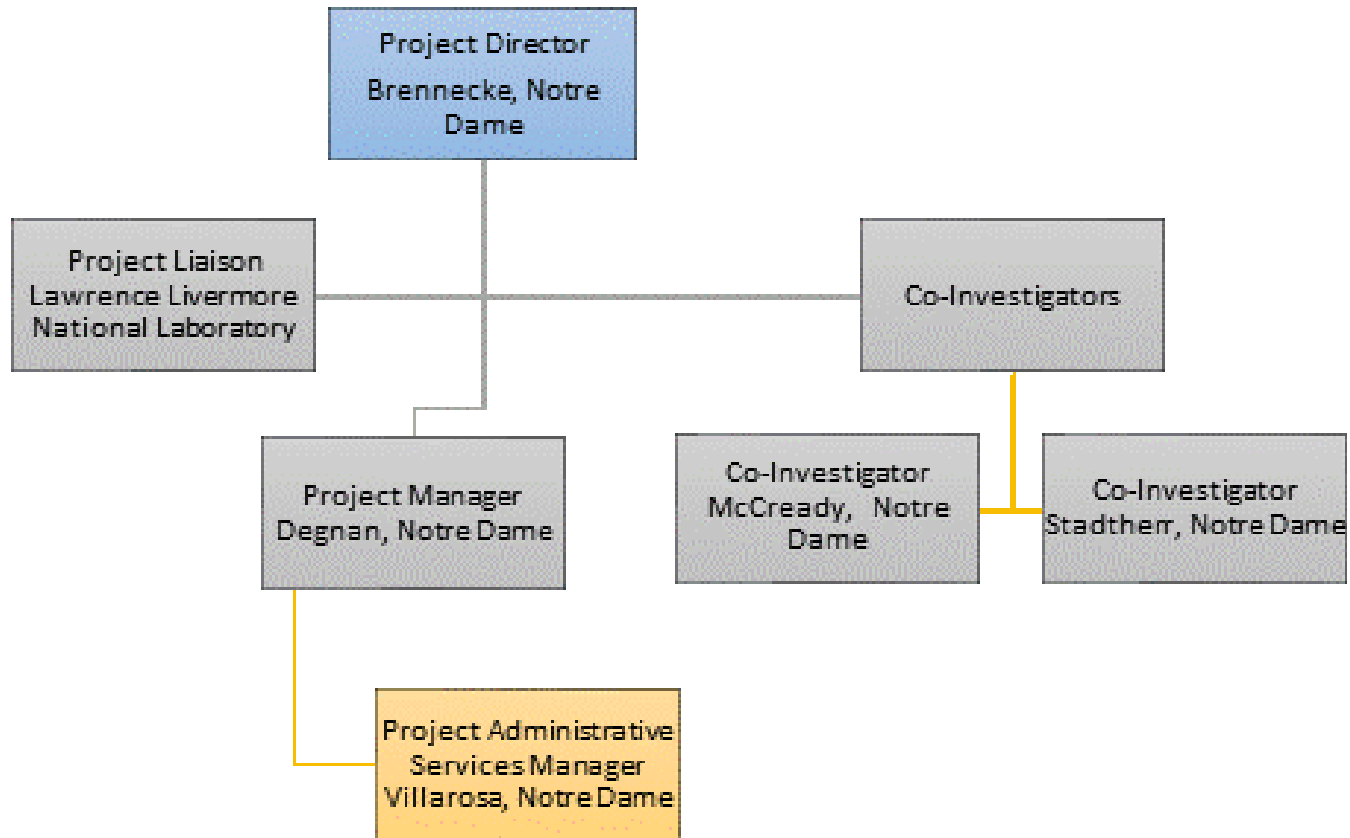 Project Director
Brennecke, Notre
Dame
Project Liaison
Lawrence Livermore
National Laboratory
Co-Investigators
Project Manager
Degnan, Notre Dame
Co-Investigator
McCready, Notre
Dame
Co-Investigator
Stadtherr, Notre Dame
Project Administrative
Services Manager
Villarosa, Notre Dame